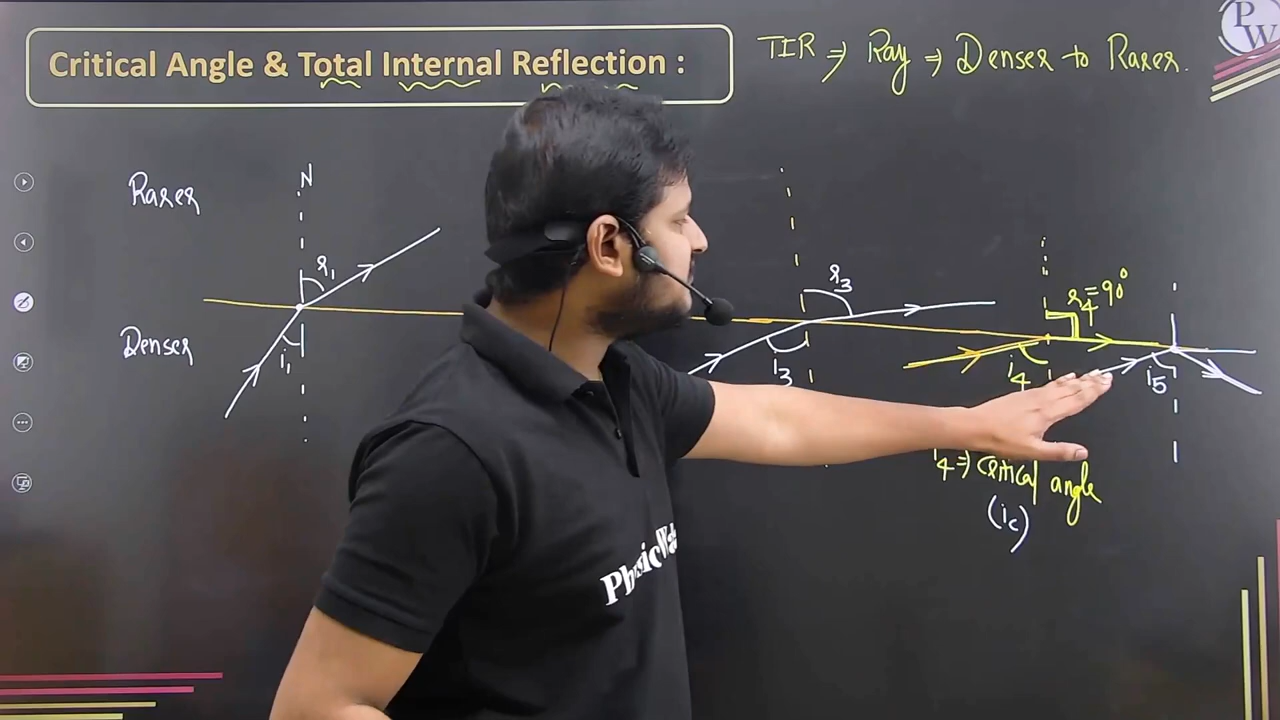 Critical Angle & Total Internal Reflection :
TIR ⇒ Ray ⇒ Denser to Rarer.
PW
N
Rarer
r₁
r₃
r₄=90°
Denser
i₁
i₃
i₄
i₅
i₄ ⇒ Critical angle
(i_c)